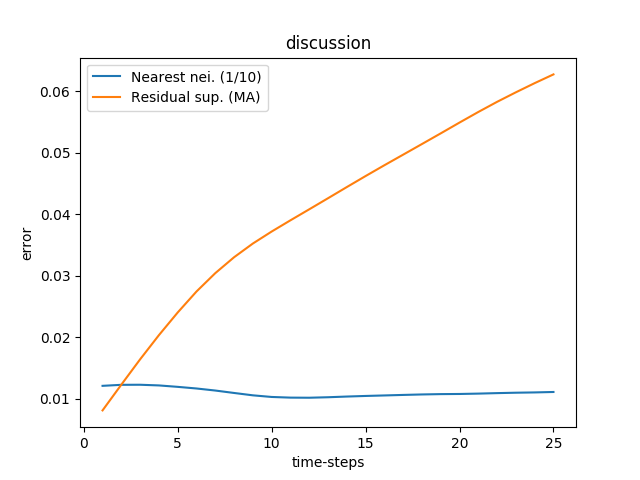 discussion
Nearest nei. (1/10)
Residual sup. (MA)
error
0.06
0.05
0.04
0.03
0.02
0.01
0 5 10 15 20 25
time-steps